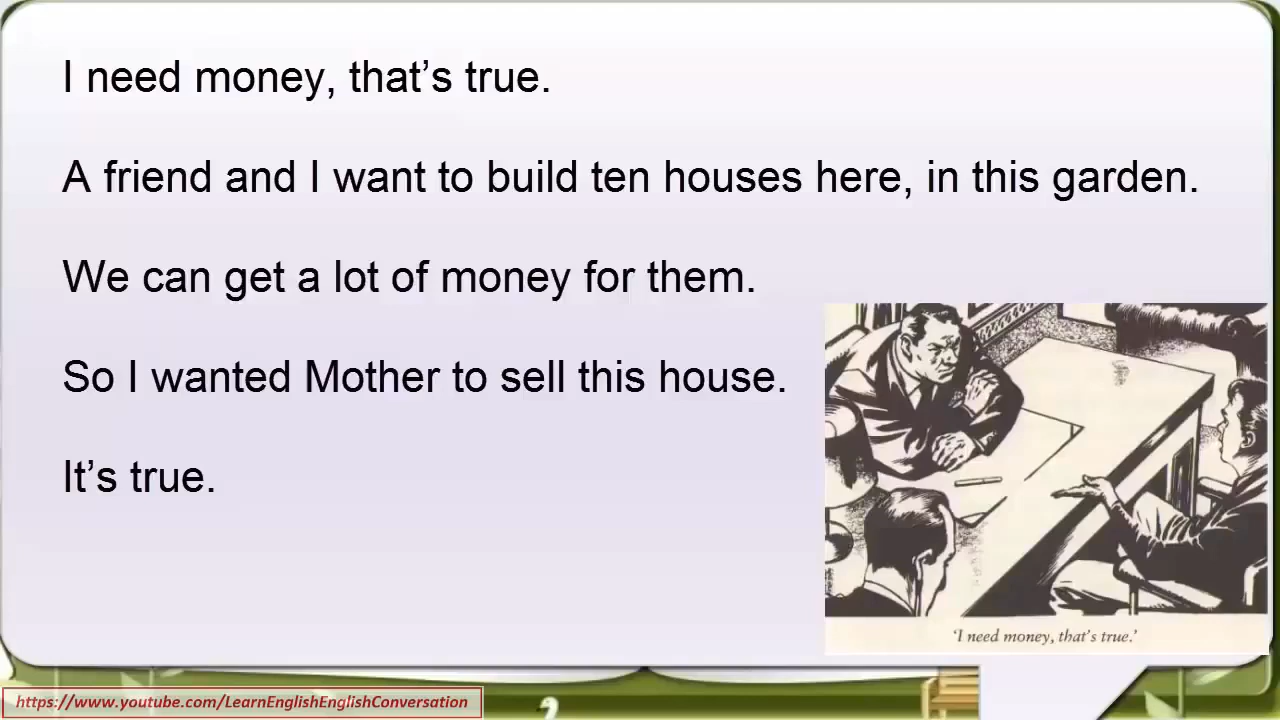 I need money, that’s true.
A friend and I want to build ten houses here, in this garden.
We can get a lot of money for them.
So I wanted Mother to sell this house.
It’s true.
‘I need money, that’s true.’
https://www.youtube.com/LearnEnglishEnglishConversation